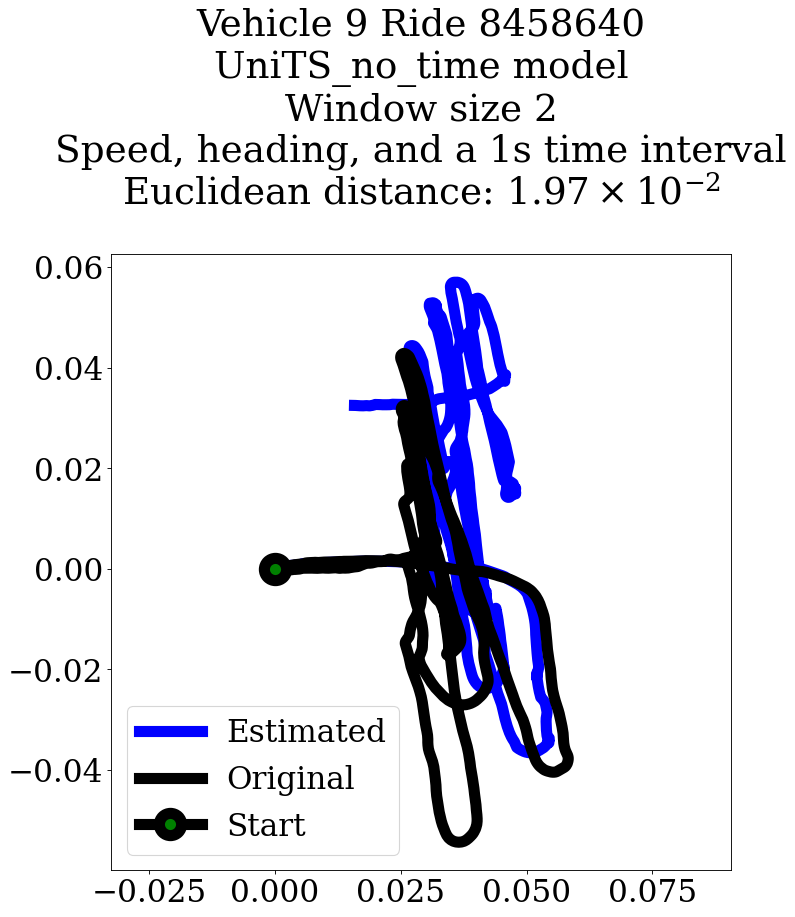 Vehicle 9 Ride 8458640
UniTS_no_time model
Window size 2
Speed, heading, and a 1s time interval
Euclidean distance: 1.97 × 10⁻²
0.06
0.04
0.02
0.00
−0.02
−0.04
Estimated
Original
Start
−0.025 0.000 0.025 0.050 0.075